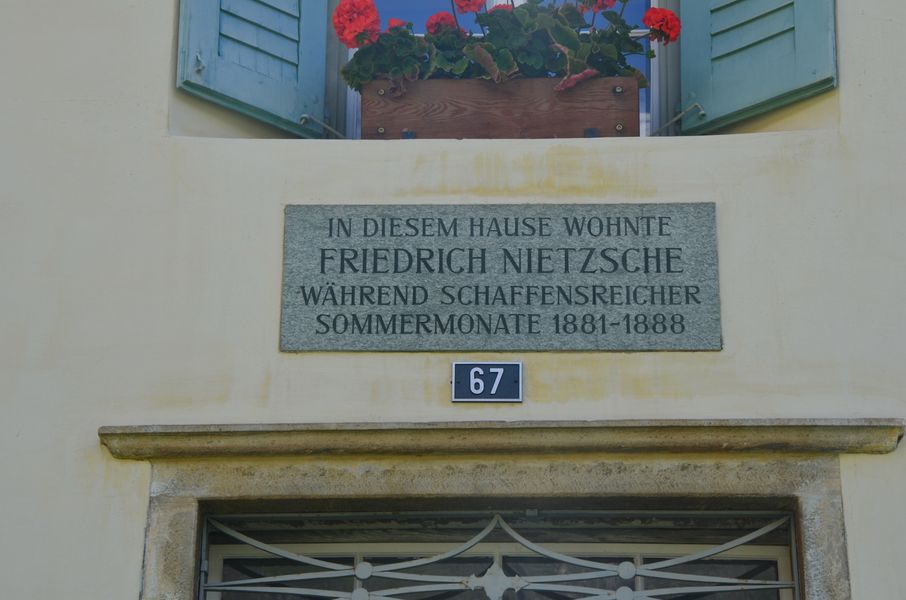 IN DIESEM HAUSE WOHNTE
FRIEDRICH NIETZSCHE
WÄHREND SCHAFFENSREICHER
SOMMERMONATE 1881-1888
67